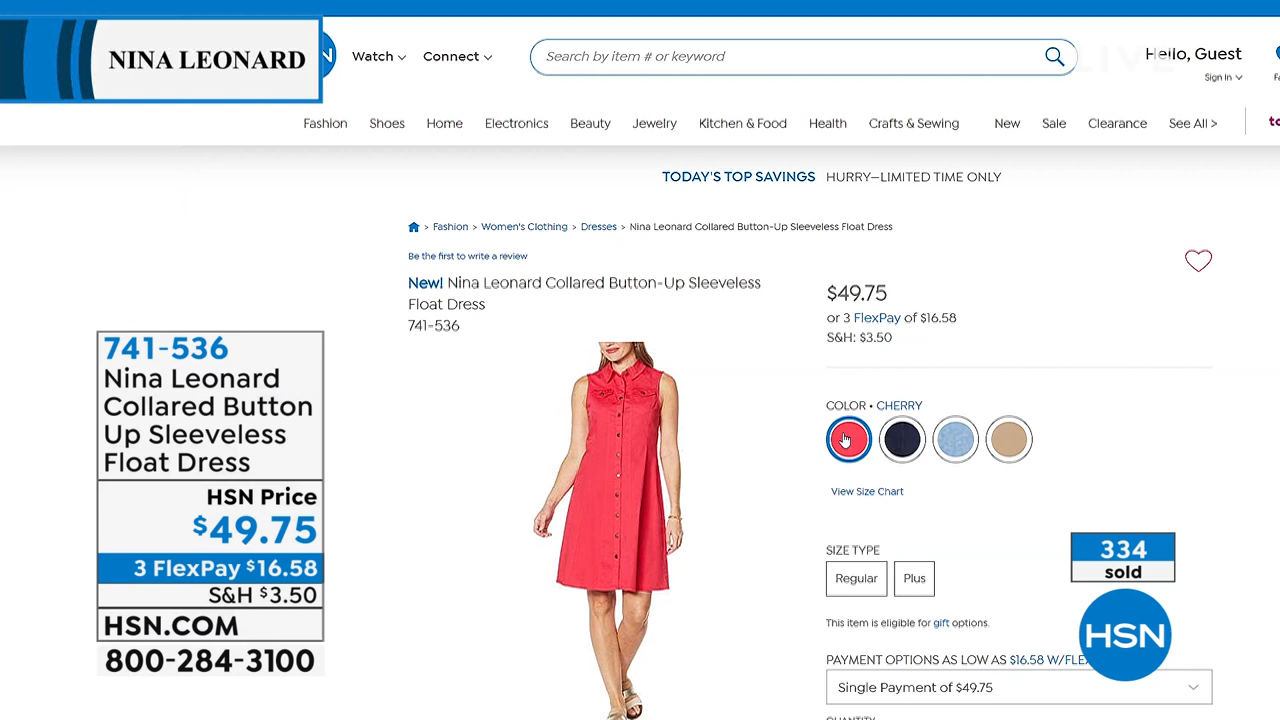 NINA LEONARD
Watch
Connect
Search by item # or keyword
LIVE
Hello, Guest
Sign In
Fashion Shoes Home Electronics Beauty Jewelry Kitchen & Food Health Crafts & Sewing New Sale Clearance See All >
TODAY'S TOP SAVINGS HURRY—LIMITED TIME ONLY
> Fashion > Women's Clothing > Dresses > Nina Leonard Collared Button-Up Sleeveless Float Dress
Be the first to write a review
New! Nina Leonard Collared Button-Up Sleeveless
Float Dress
741-536
$49.75
or 3 FlexPay of $16.58
S&H: $3.50
COLOR • CHERRY
View Size Chart
SIZE TYPE
Regular Plus
This item is eligible for gift options.
PAYMENT OPTIONS AS LOW AS $16.58 W/FLE
Single Payment of $49.75
QUANTITY
741-536
Nina Leonard
Collared Button
Up Sleeveless
Float Dress
HSN Price
$49.75
3 FlexPay $16.58
S&H $3.50
HSN.COM
800-284-3100
334
sold
HSN